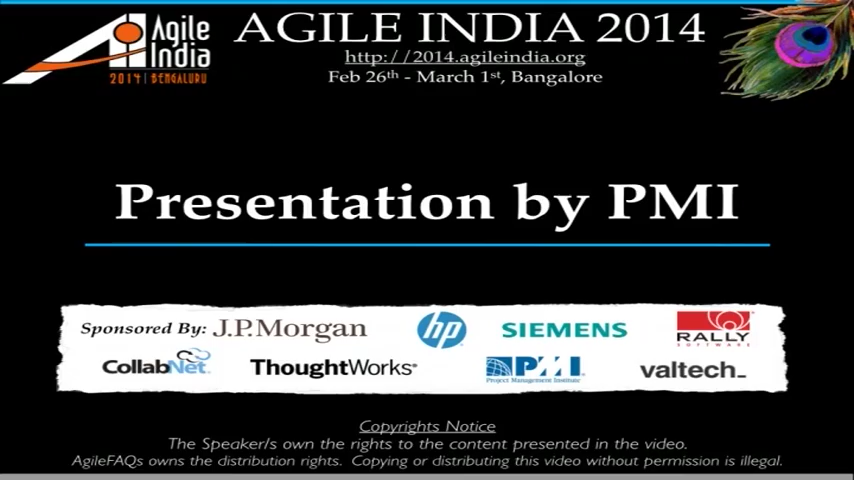 Agile
India
2014 | BENGALURU
AGILE INDIA 2014
http://2014.agileindia.org
Feb 26th - March 1st, Bangalore
Presentation by PMI
Sponsored By: J.P.Morgan hp SIEMENS RALLY
SOFTWARE
CollabNet ThoughtWorks® PMI valtech_
Project Management Institute
Copyrights Notice
The Speaker/s own the rights to the content presented in the video.
AgileFAQs owns the distribution rights. Copying or distributing this video without permission is illegal.